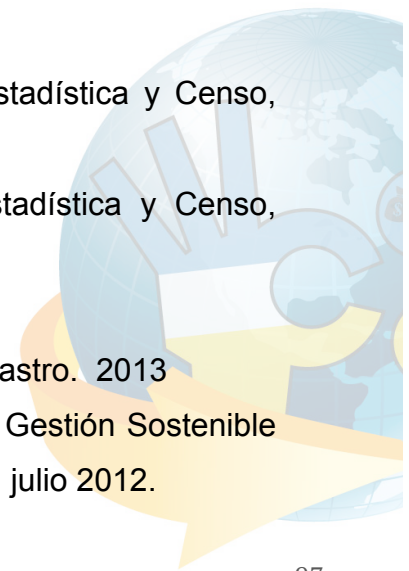 stadística y Censo,
stadística y Censo,
astro. 2013
Gestión Sostenible
julio 2012.